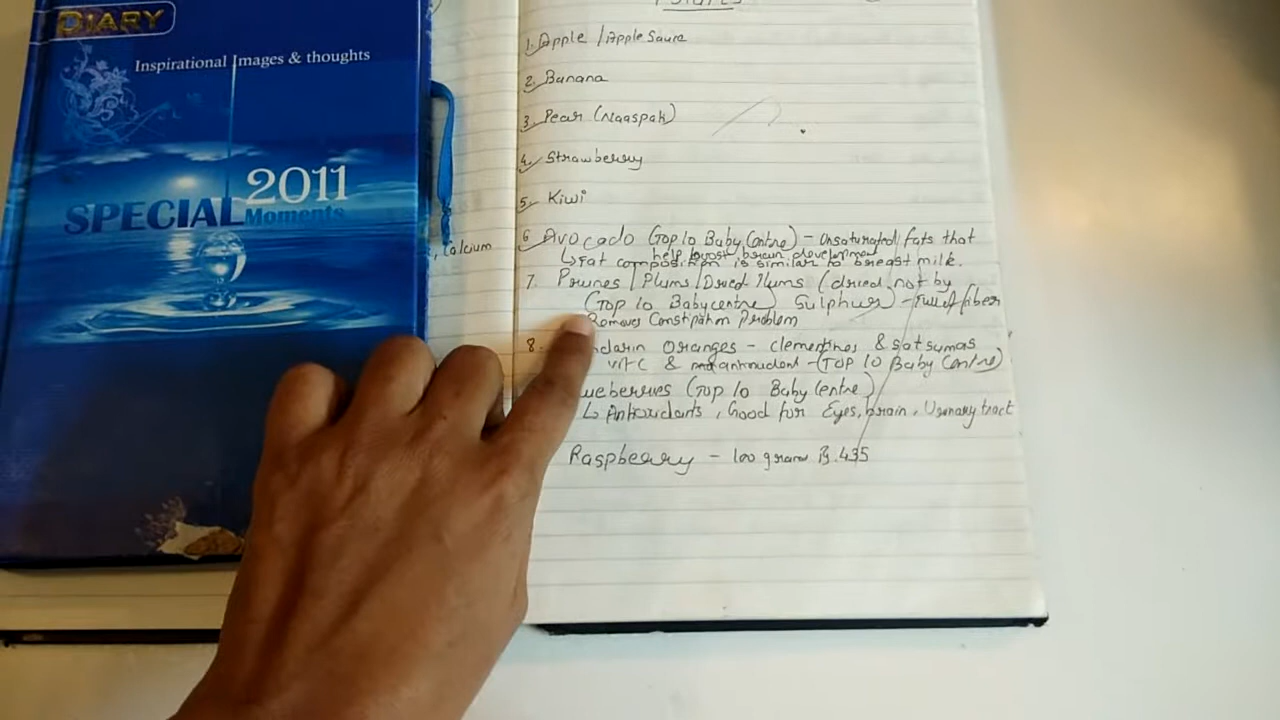 DIARY
Inspirational Images & thoughts
2011
SPECIAL Moments
, Calcium
1. Apple / Apple Sauce
2. Banana
3. Pear (Naaspati)
4. Strawberry
5. Kiwi
6. Avocado (Top 10 Baby Centre) - Unsaturated fats that
help boost brain development
↳ Fat composition is similar to breast milk.
7. Prunes / Plums / Dried Plums (dried not by
(TOP 10 Babycentre) Sulphur) - Full of fiber
Removes Constipation Problem
8. ndarin Oranges - clementines & satsumas
Vit C & antioxidant - (TOP 10 Baby Centre)
ueberries (Top 10 Baby Centre)
↳ Antioxidants, Good for Eyes, brain, Urinary tract
Raspberry - 100 grams Rs. 435